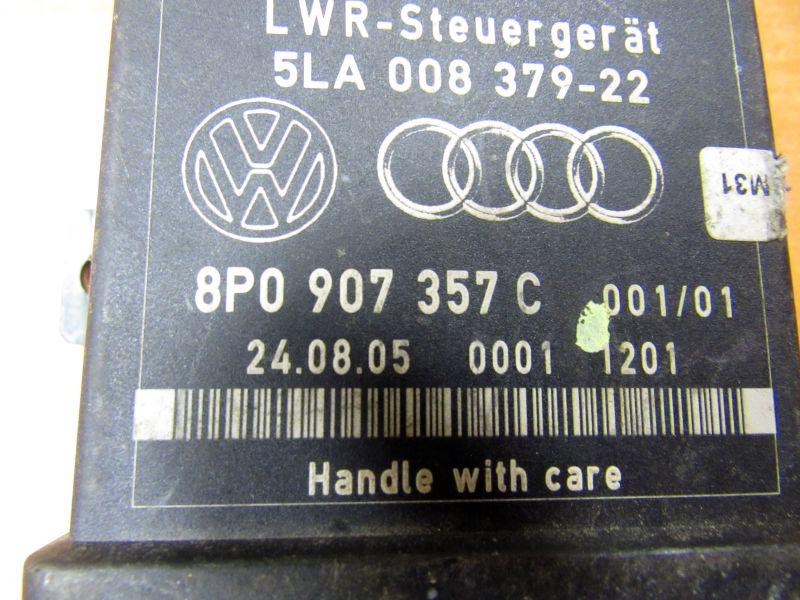 LWR-Steuergerät
5LA 008 379-22
8P0 907 357 C 001/01
24.08.05 0001 1201
Handle with care
M31